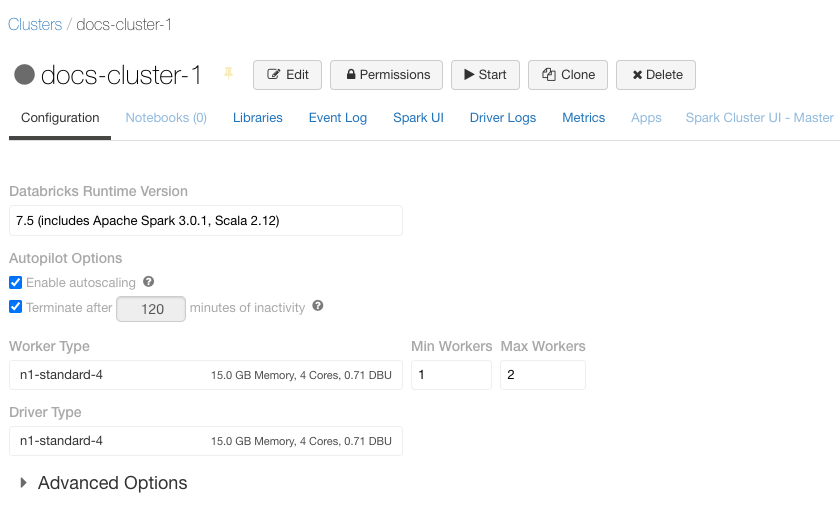 Clusters / docs-cluster-1
docs-cluster-1 Edit Permissions Start Clone Delete
Configuration Notebooks (0) Libraries Event Log Spark UI Driver Logs Metrics Apps Spark Cluster UI - Master
Databricks Runtime Version
7.5 (includes Apache Spark 3.0.1, Scala 2.12)
Autopilot Options
Enable autoscaling ?
Terminate after 120 minutes of inactivity ?
Worker Type Min Workers Max Workers
n1-standard-4 15.0 GB Memory, 4 Cores, 0.71 DBU 1 2
Driver Type
n1-standard-4 15.0 GB Memory, 4 Cores, 0.71 DBU
Advanced Options